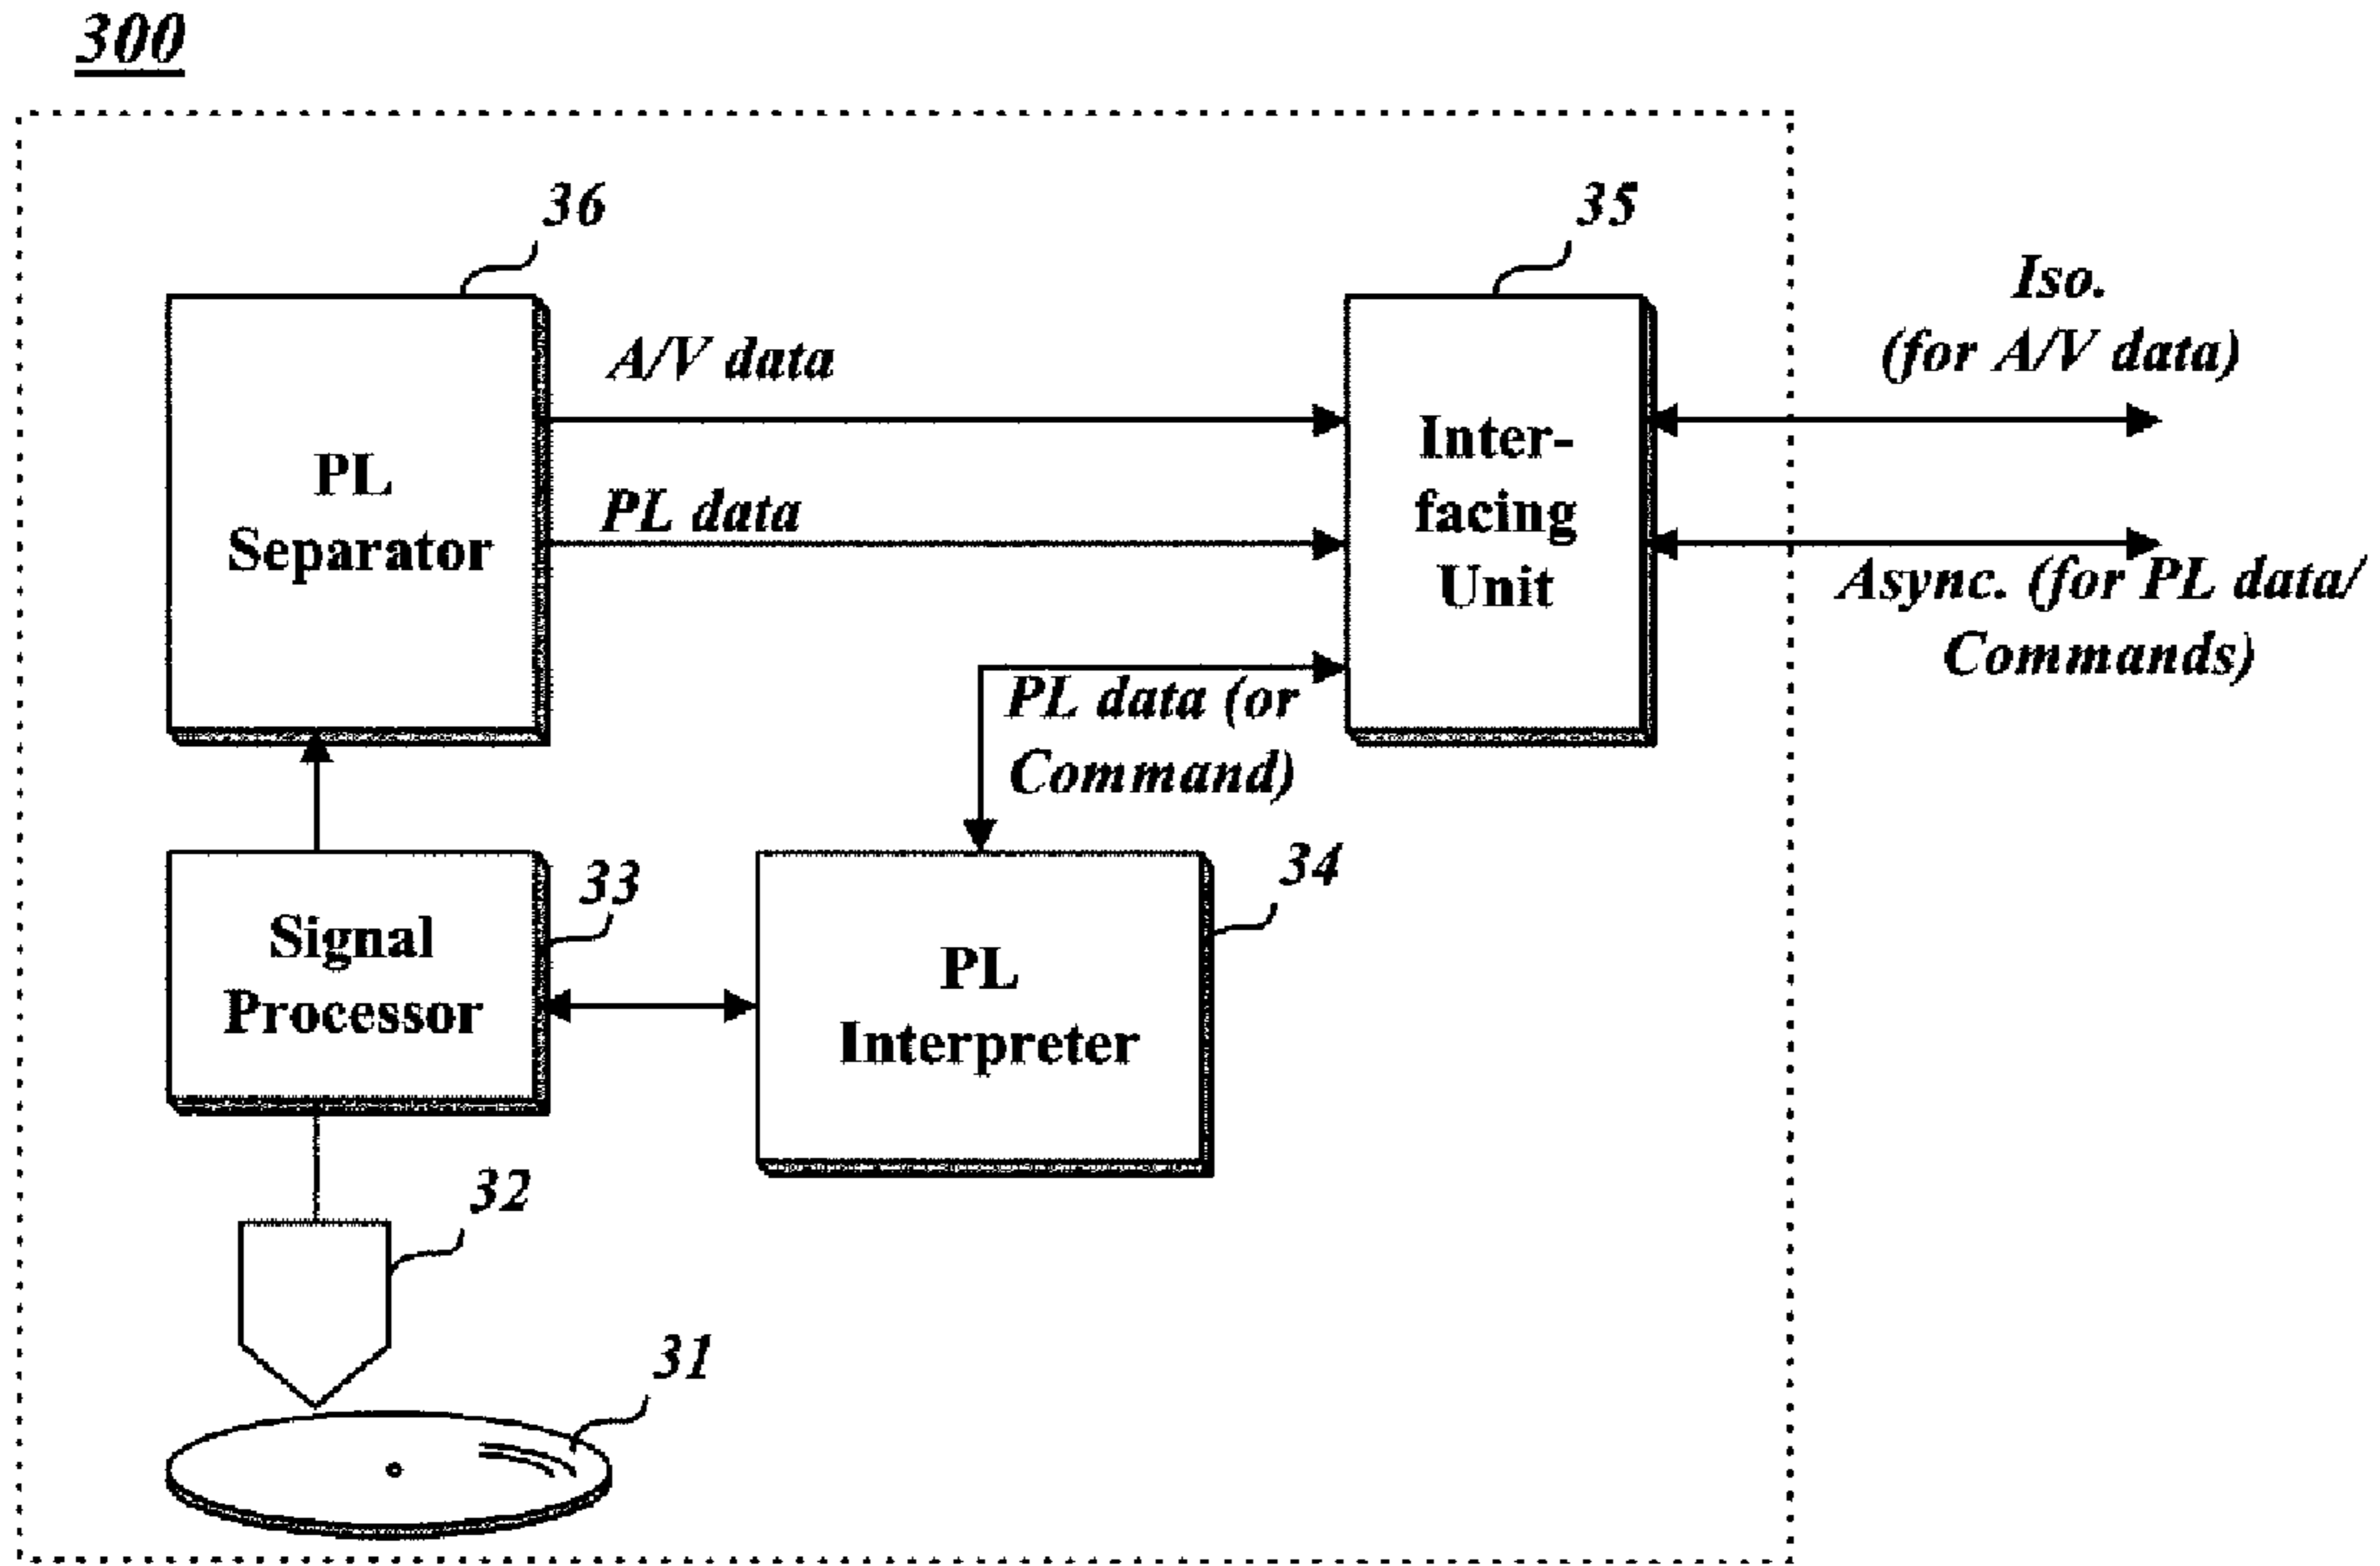 300
36
35
Iso.
(for A/V data)
A/V data
PL
Separator
PL data
Inter-
facing
Unit
Async. (for PL data/
Commands)
PL data (or
Command)
33
34
Signal
Processor
PL
Interpreter
32
31